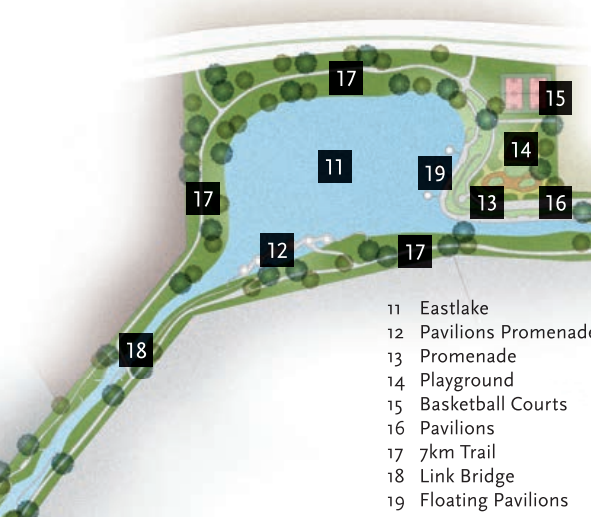 17
15
14
11
19
17
13
16
12
17
18
11 Eastlake
12 Pavilions Promenade
13 Promenade
14 Playground
15 Basketball Courts
16 Pavilions
17 7km Trail
18 Link Bridge
19 Floating Pavilions